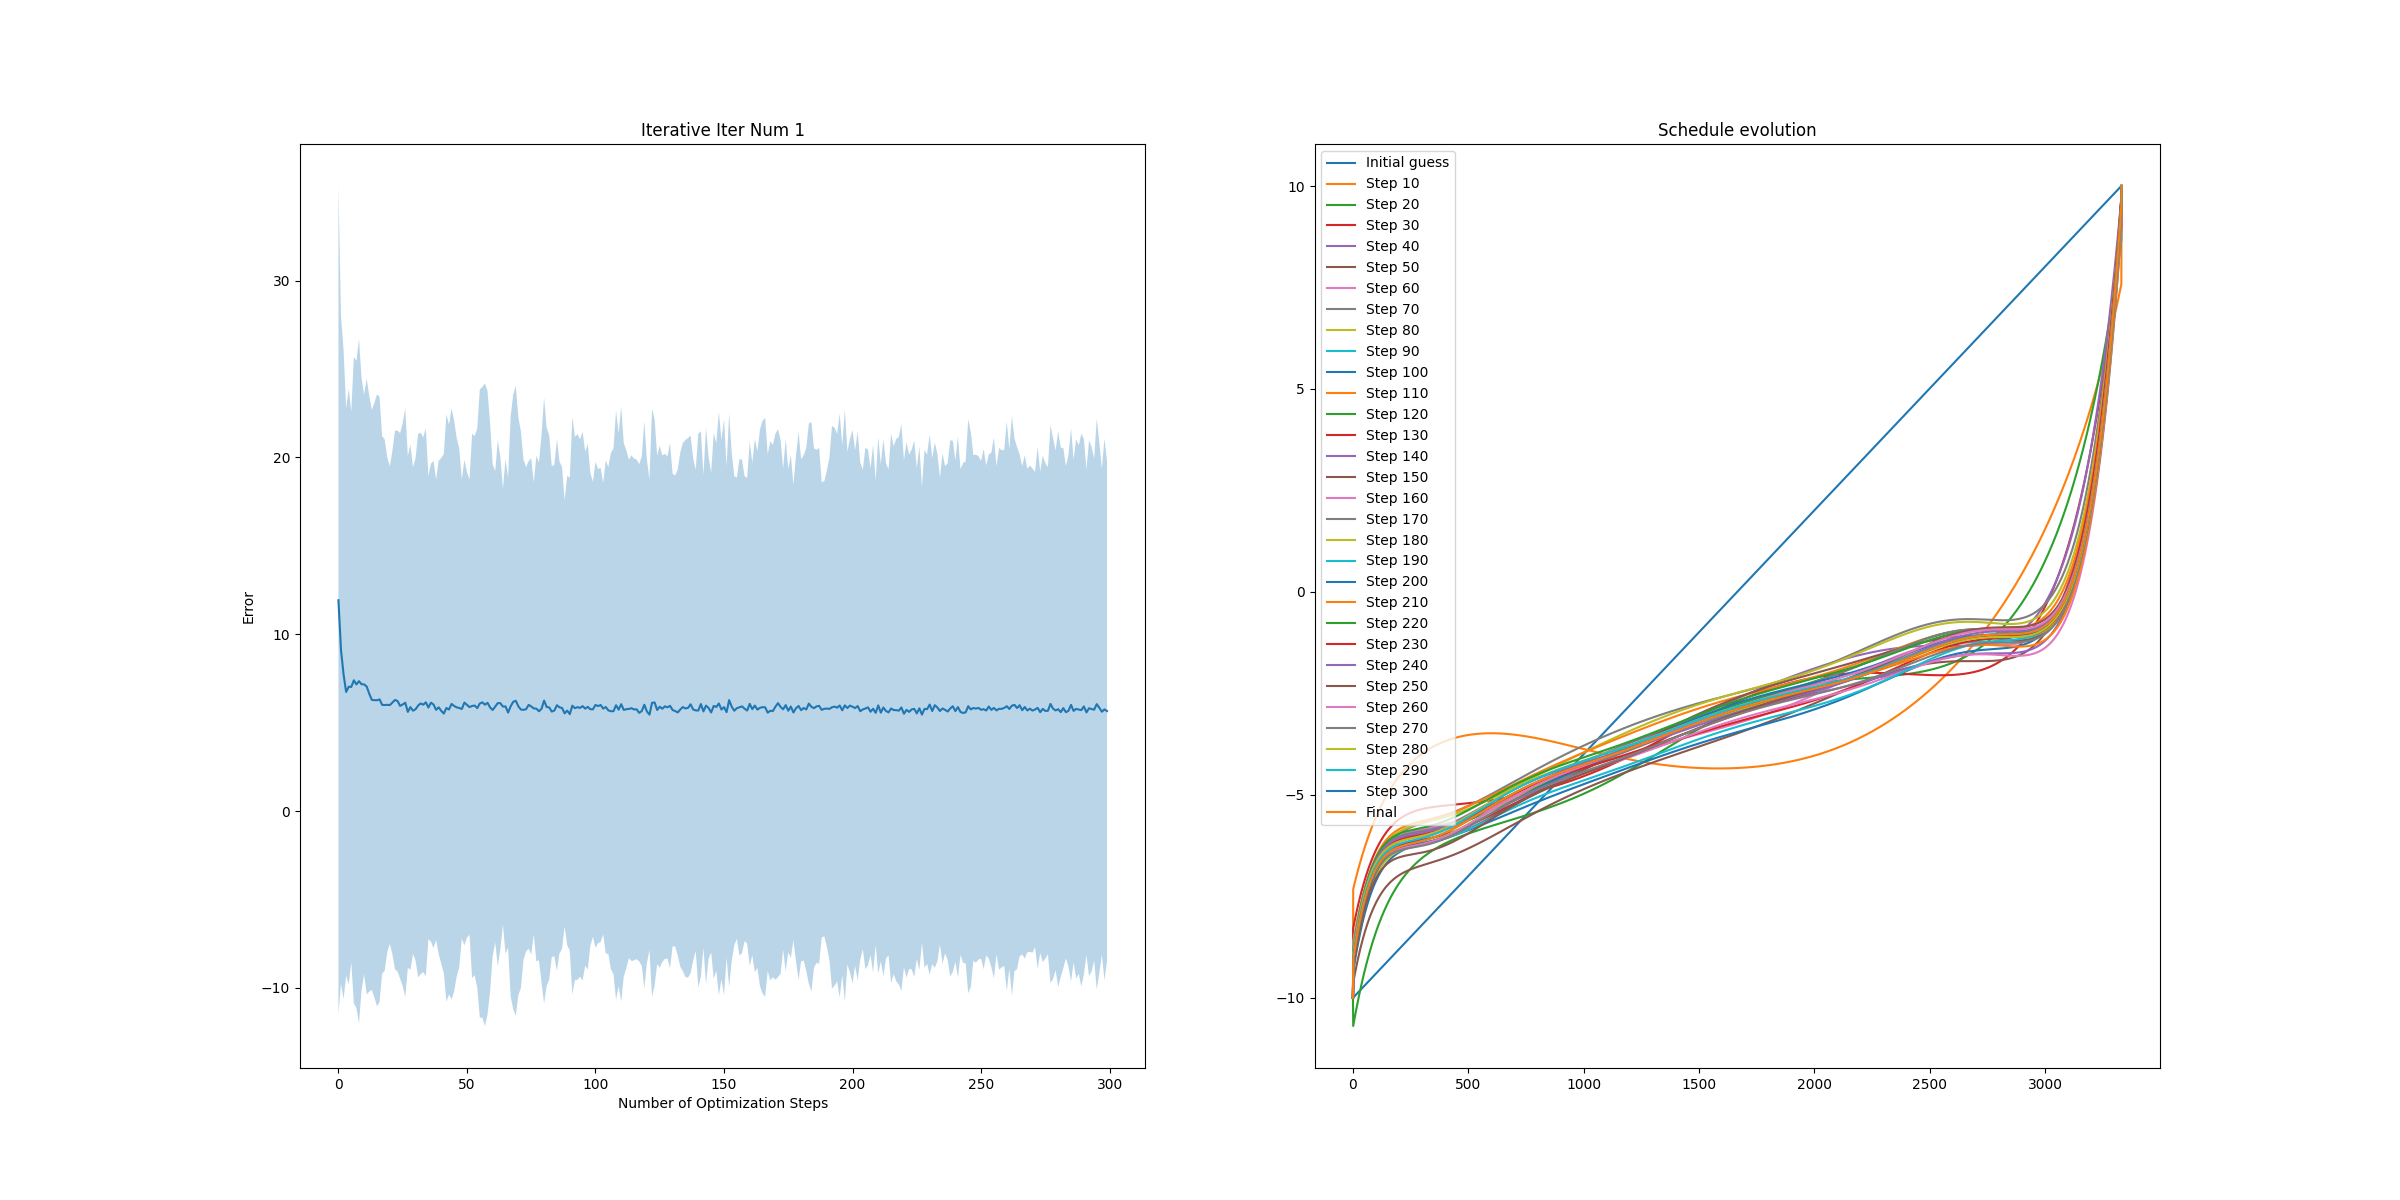 Iterative Iter Num 1
30
20
10
0
−10
Error
0
50
100
150
200
250
300
Number of Optimization Steps
Schedule evolution
10
5
0
−5
−10
Initial guess
Step 10
Step 20
Step 30
Step 40
Step 50
Step 60
Step 70
Step 80
Step 90
Step 100
Step 110
Step 120
Step 130
Step 140
Step 150
Step 160
Step 170
Step 180
Step 190
Step 200
Step 210
Step 220
Step 230
Step 240
Step 250
Step 260
Step 270
Step 280
Step 290
Step 300
Final
0
500
1000
1500
2000
2500
3000